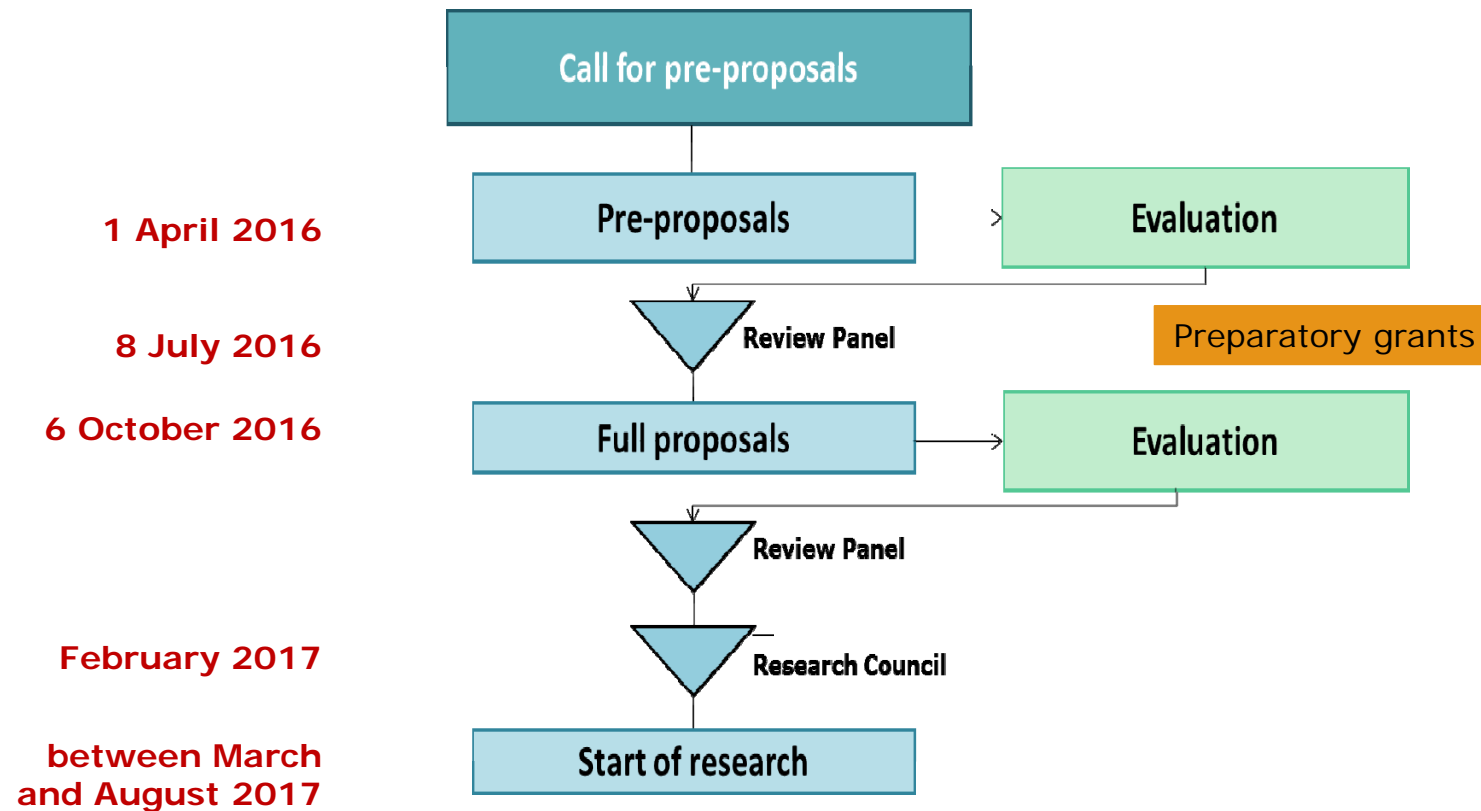 Call for pre-proposals
1 April 2016
Pre-proposals
Evaluation
8 July 2016
Review Panel
Preparatory grants
6 October 2016
Full proposals
Evaluation
Review Panel
February 2017
Research Council
between March
and August 2017
Start of research